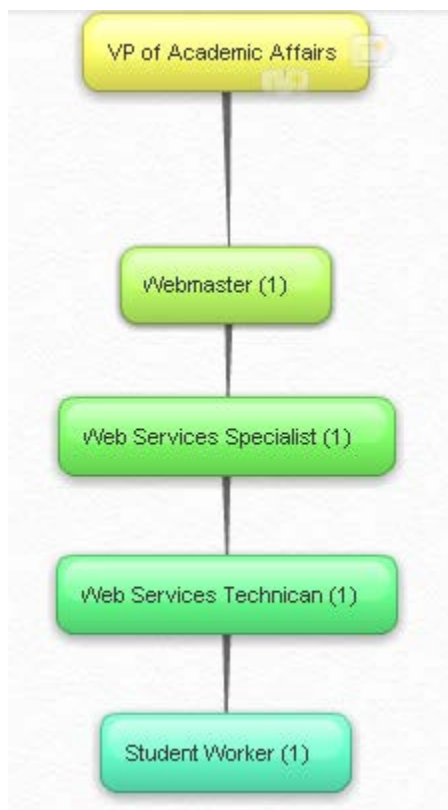 VP of Academic Affairs
Webmaster (1)
Web Services Specialist (1)
Web Services Technican (1)
Student Worker (1)